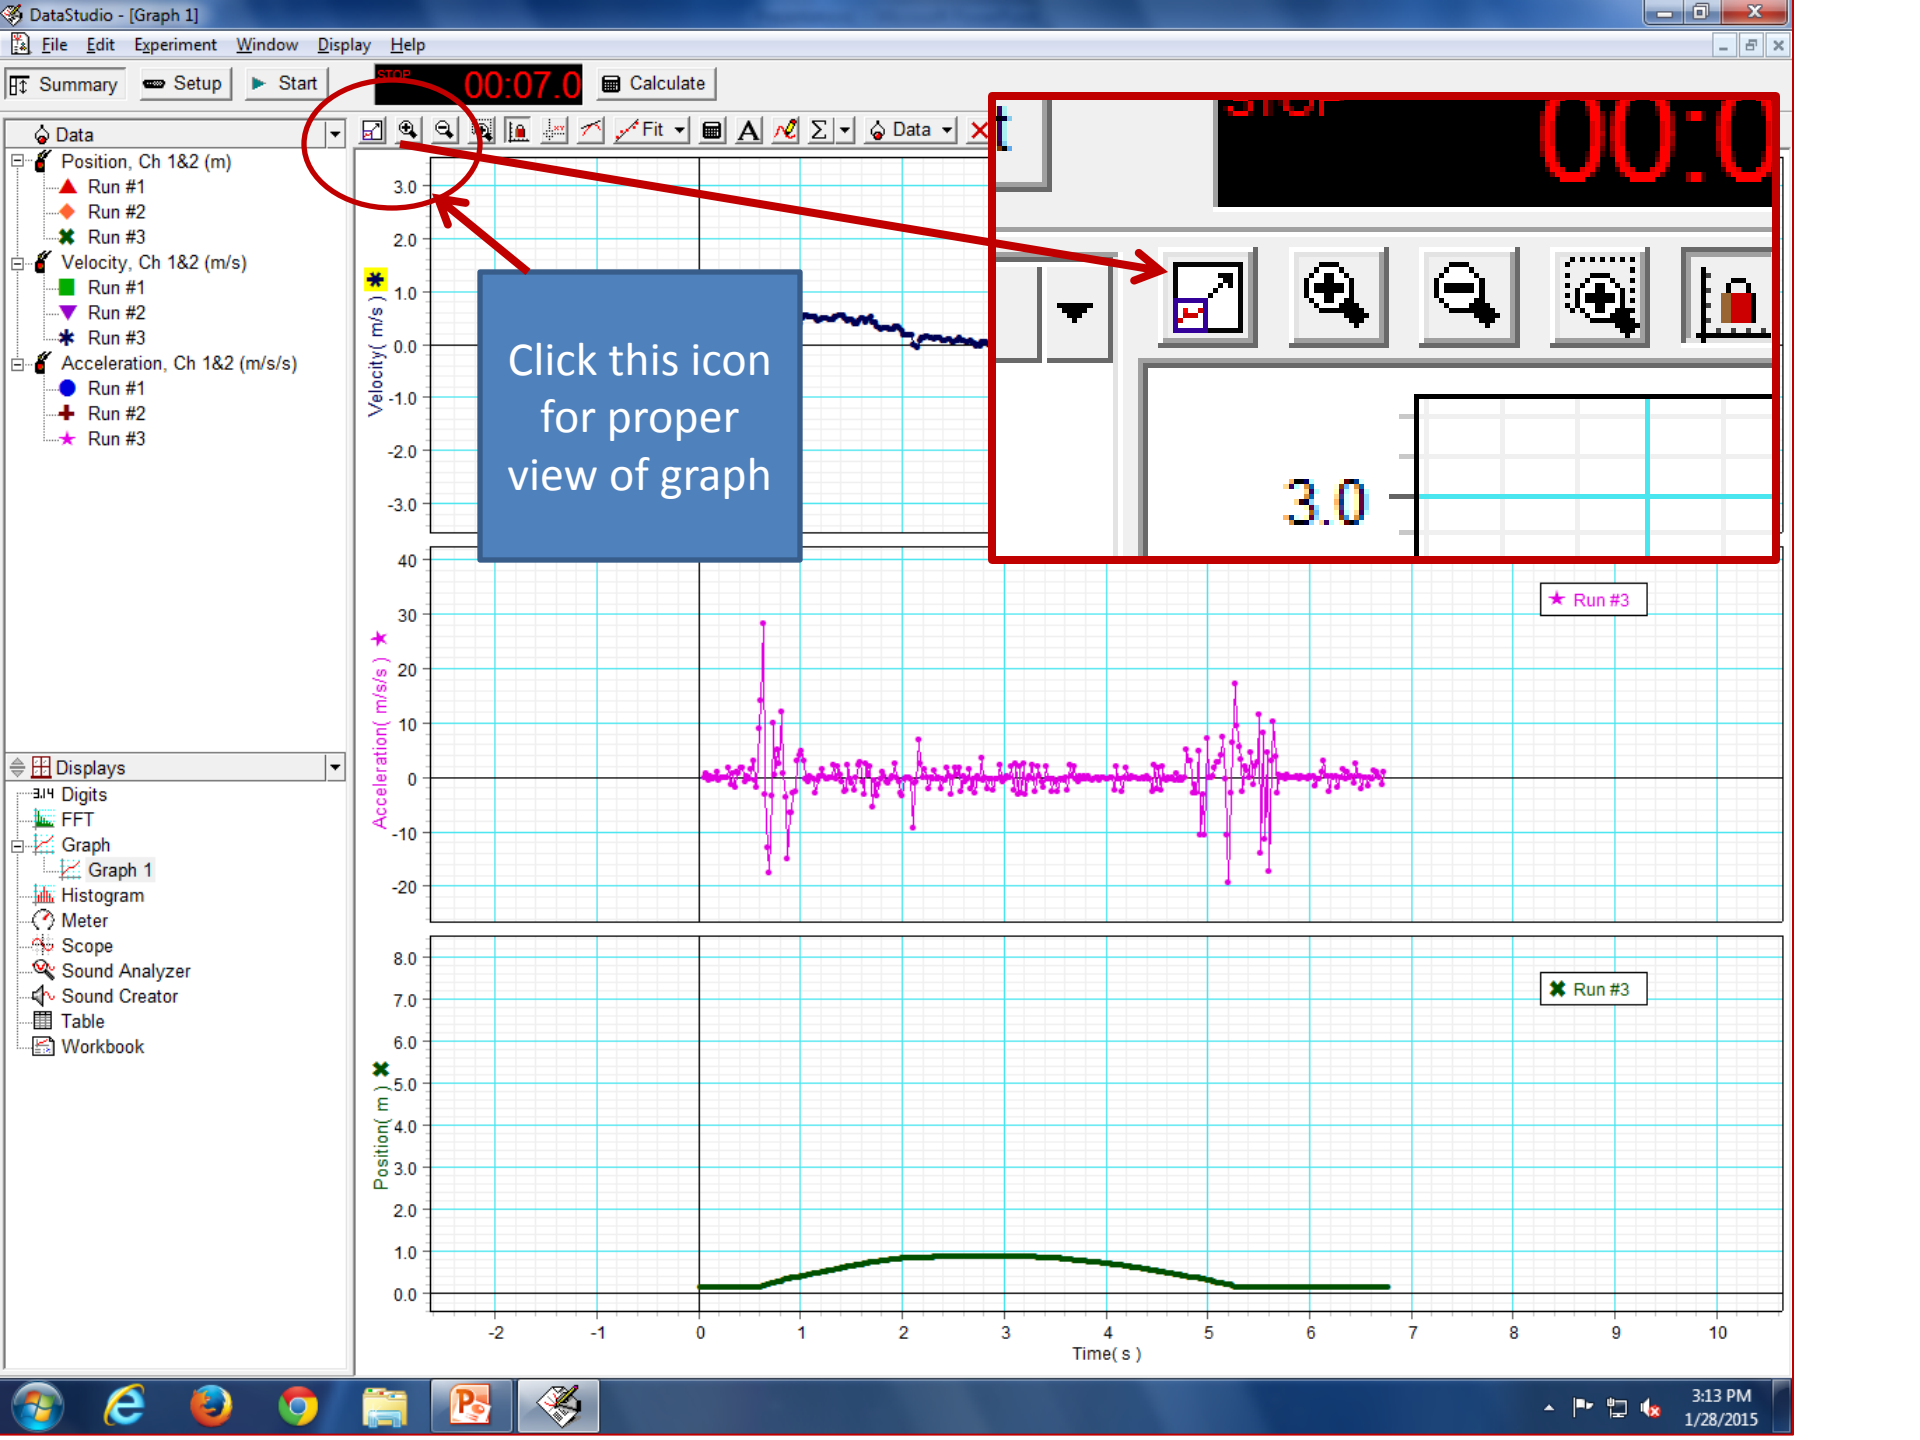 DataStudio - [Graph 1]
File Edit Experiment Window Display Help
Summary Setup Start STOP 00:07.0 Calculate
Data
Fit A Σ Data
Position, Ch 1&2 (m)
Run #1
Run #2
Run #3
Velocity, Ch 1&2 (m/s)
Run #1
Run #2
Run #3
Acceleration, Ch 1&2 (m/s/s)
Run #1
Run #2
Run #3
Displays
3.14 Digits
FFT
Graph
Graph 1
Histogram
Meter
Scope
Sound Analyzer
Sound Creator
Table
Workbook
Velocity( m/s )
3.0
2.0
1.0
0.0
-1.0
-2.0
-3.0
Click this icon
for proper
view of graph
t STOP 00:0
3.0
Acceleration( m/s/s )
40
30
20
10
0
-10
-20
Run #3
Position( m )
8.0
7.0
6.0
5.0
4.0
3.0
2.0
1.0
0.0
Run #3
-2 -1 0 1 2 3 4 5 6 7 8 9 10
Time( s )
3:13 PM
1/28/2015